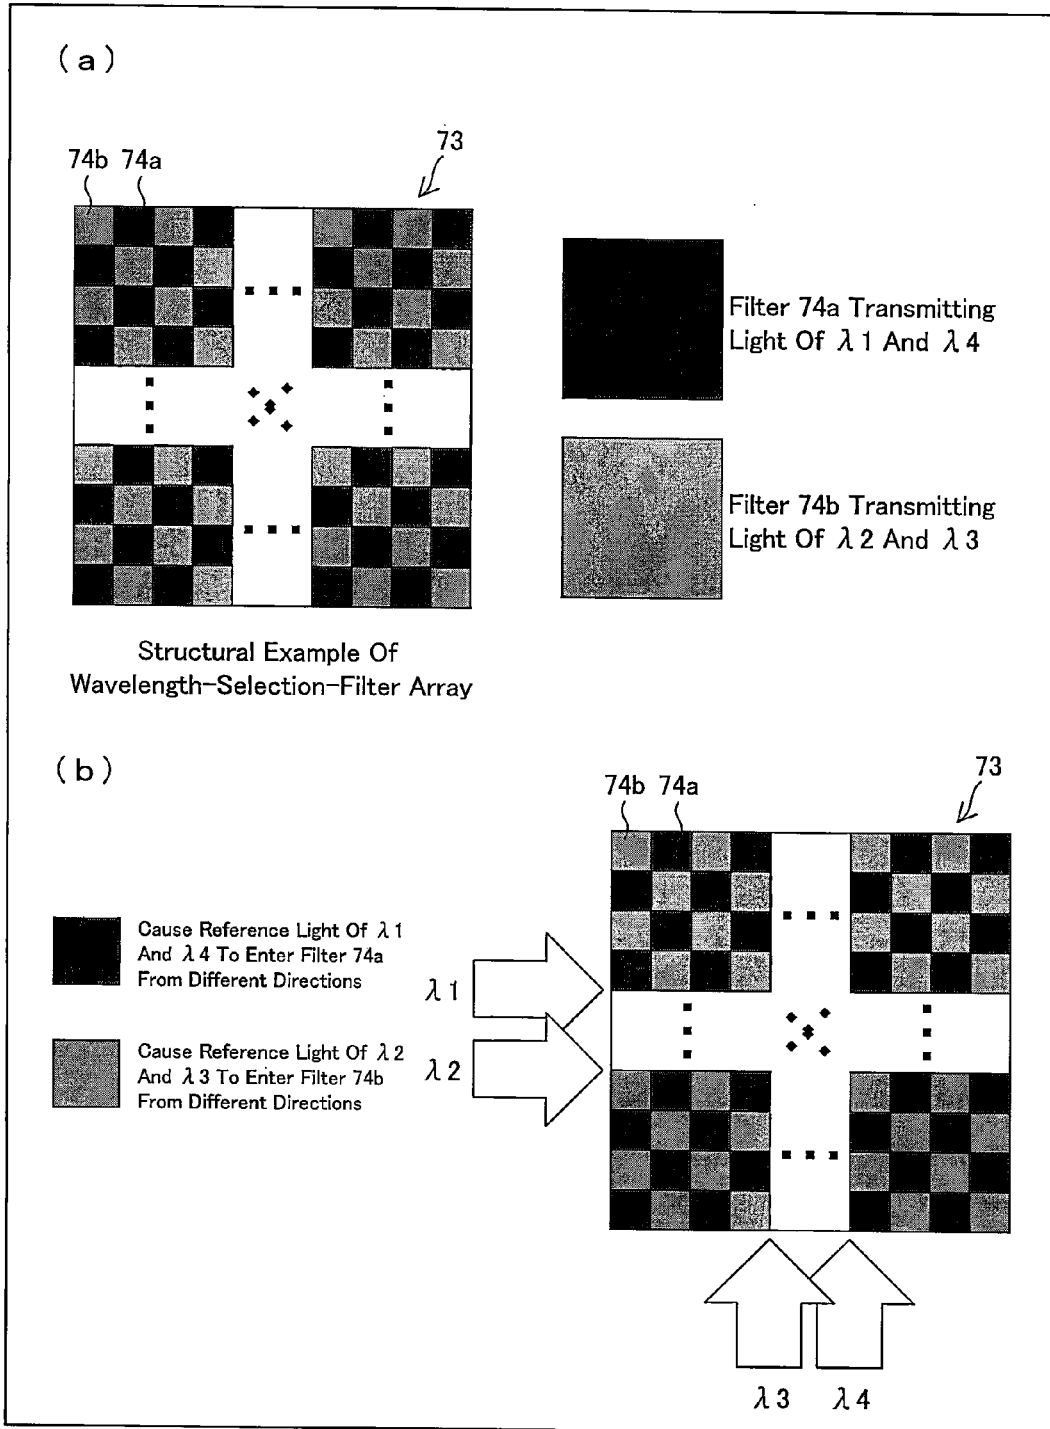 (a)
73
74b 74a
Filter 74a Transmitting
Light Of λ1 And λ4
Filter 74b Transmitting
Light Of λ2 And λ3
Structural Example Of
Wavelength-Selection-Filter Array
(b)
73
74b 74a
Cause Reference Light Of λ1
And λ4 To Enter Filter 74a
From Different Directions
λ1
Cause Reference Light Of λ2
And λ3 To Enter Filter 74b
From Different Directions
λ2
λ3 λ4